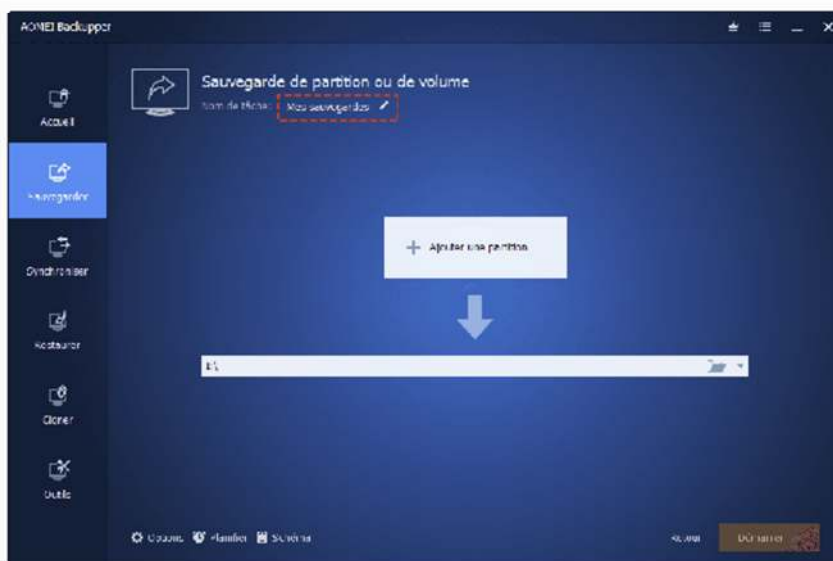 AOMEI Backupper
Sauvegarde de partition ou de volume
Nom de tâche: Mes sauvegardes
Accueil
Sauvegarder
Ajouter une partition
Synchroniser
Restaurer
E:\
Cloner
Outils
Options Planifier Schéma Retour Démarrer